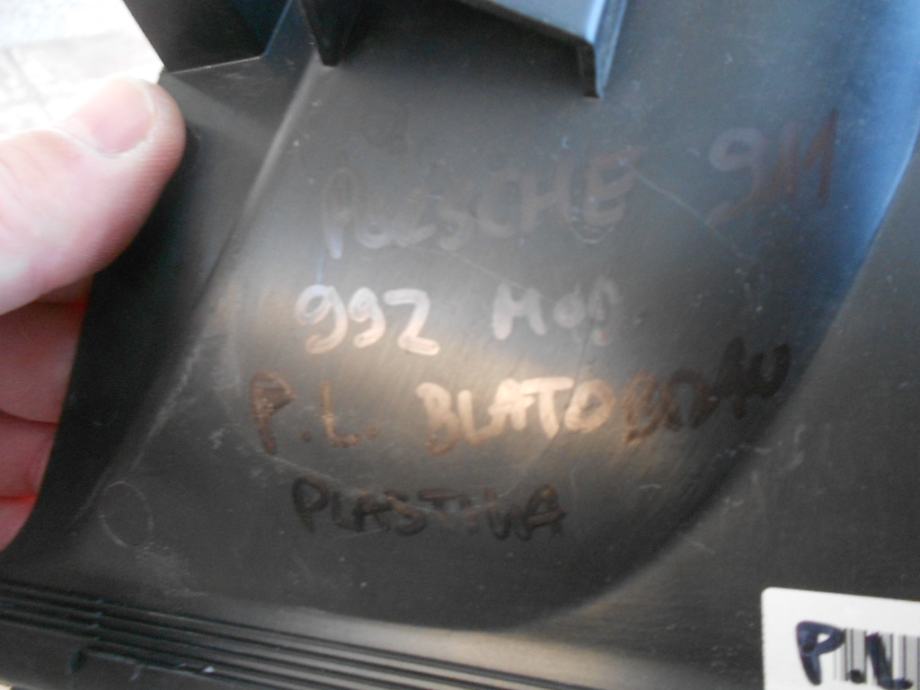 PORSCHE 911
992 MOD.
P.L. BLATOBRAN
PLASTIKA
P.L.